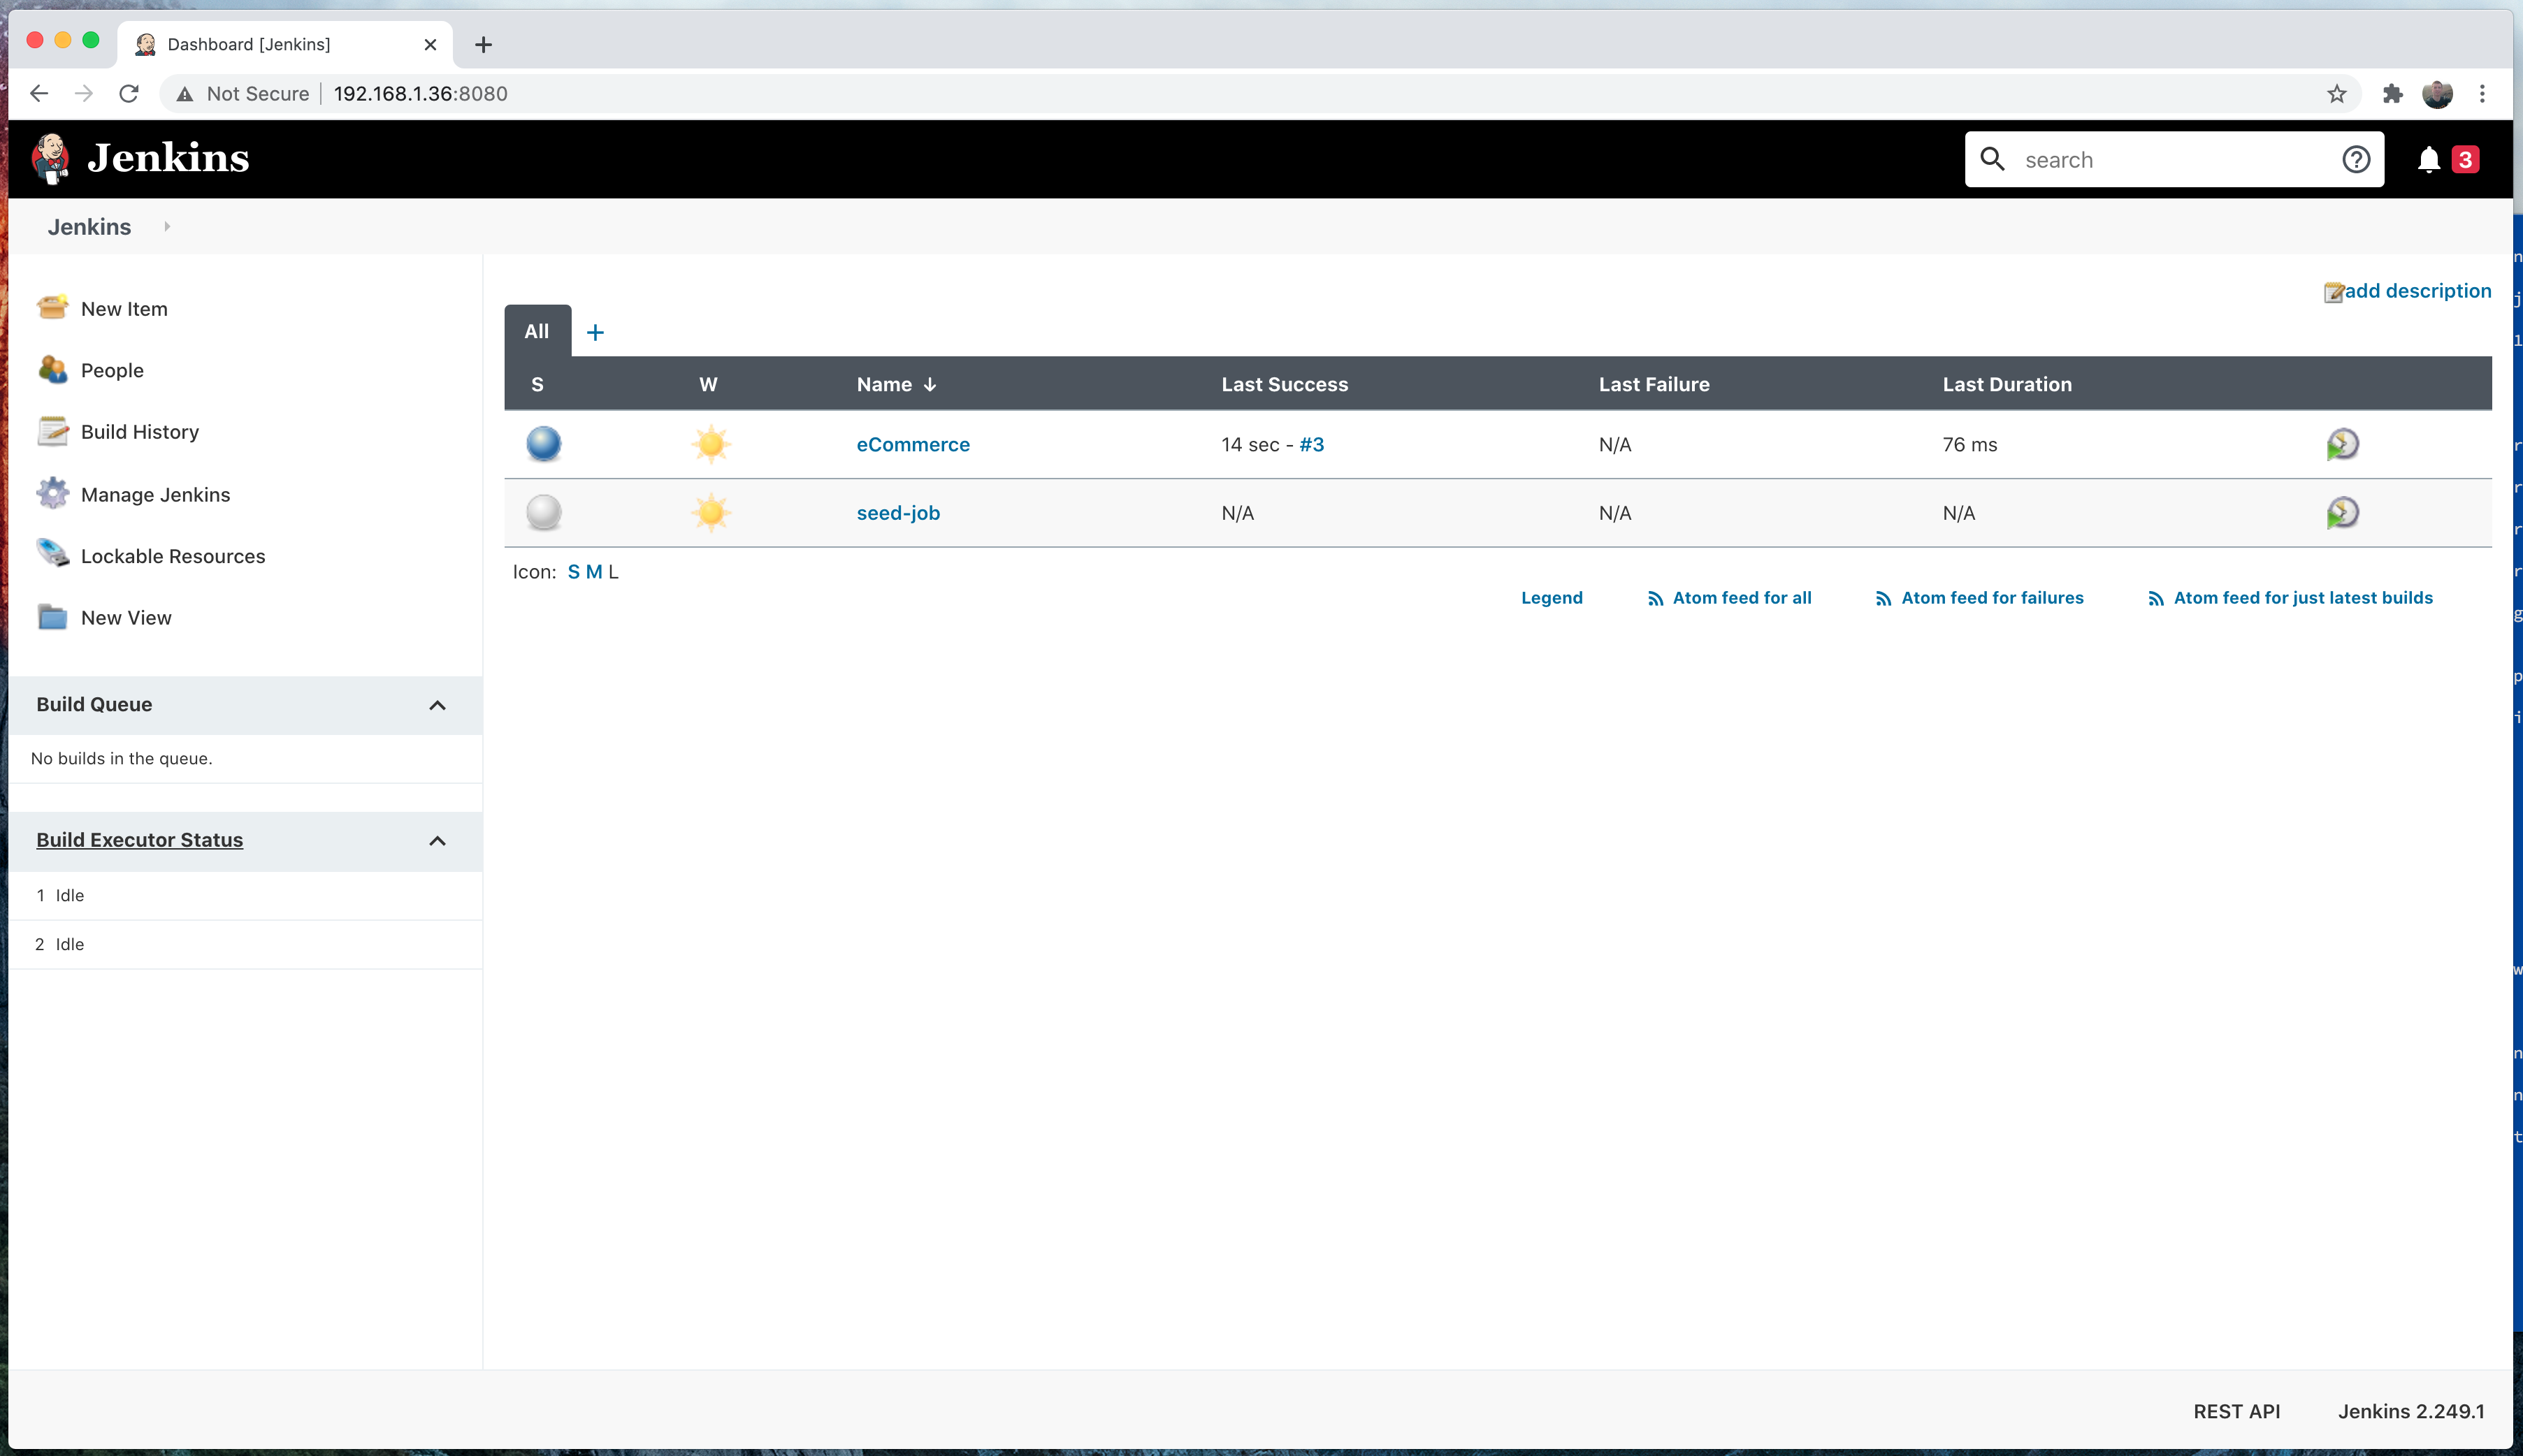 Dashboard [Jenkins]
Not Secure 192.168.1.36:8080
Jenkins
search
3
Jenkins
New Item
People
Build History
Manage Jenkins
Lockable Resources
New View
Build Queue
No builds in the queue.
Build Executor Status
1 Idle
2 Idle
add description
All +
S W Name ↓ Last Success Last Failure Last Duration
eCommerce 14 sec - #3 N/A 76 ms
seed-job N/A N/A N/A
Icon: S M L
Legend Atom feed for all Atom feed for failures Atom feed for just latest builds
REST API Jenkins 2.249.1